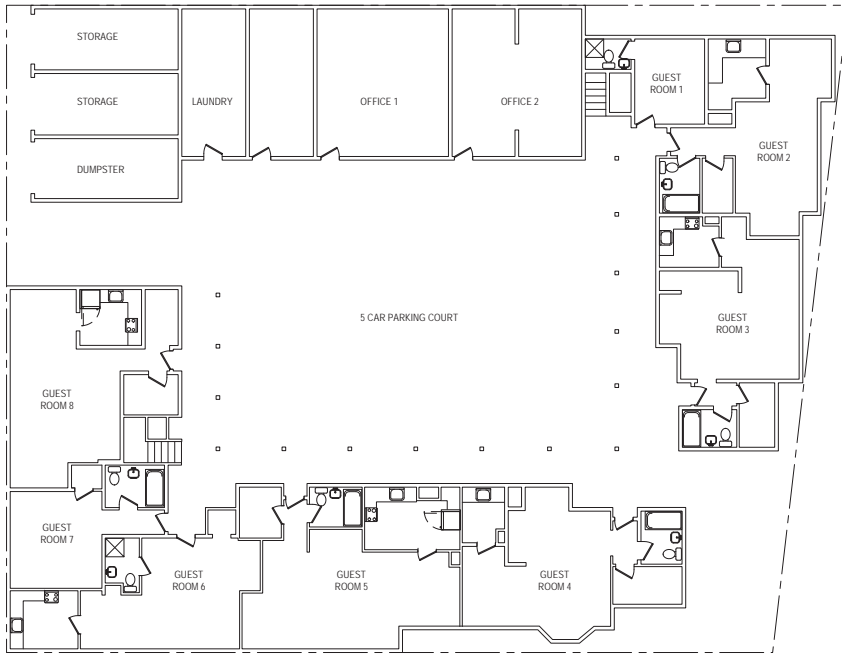 STORAGE
STORAGE
DUMPSTER
LAUNDRY
OFFICE 1
OFFICE 2
GUEST
ROOM 1
GUEST
ROOM 2
GUEST
ROOM 3
5 CAR PARKING COURT
GUEST
ROOM 8
GUEST
ROOM 7
GUEST
ROOM 6
GUEST
ROOM 5
GUEST
ROOM 4